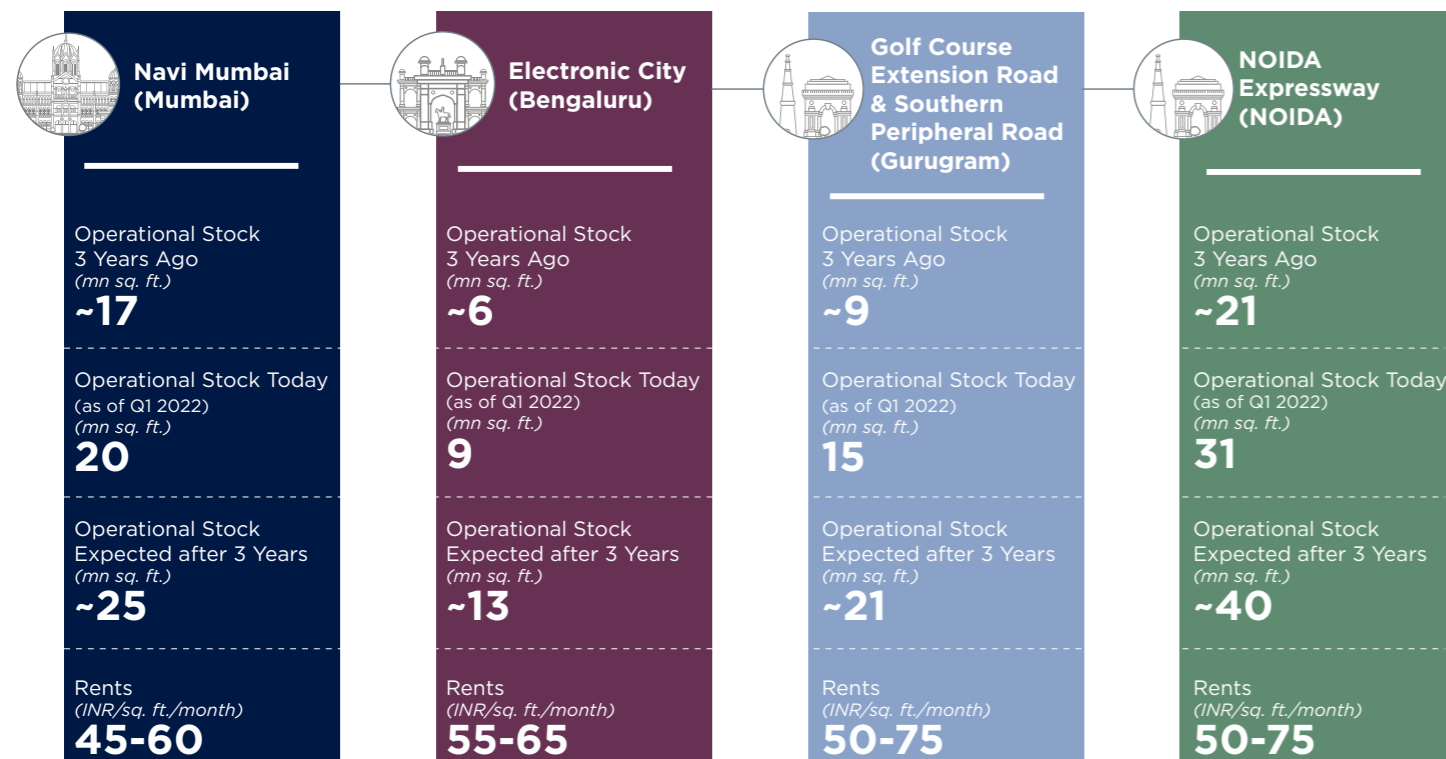 Navi Mumbai
(Mumbai)
Operational Stock
3 Years Ago
(mn sq. ft.)
~17
Operational Stock Today
(as of Q1 2022)
(mn sq. ft.)
20
Operational Stock
Expected after 3 Years
(mn sq. ft.)
~25
Rents
(INR/sq. ft./month)
45-60
Electronic City
(Bengaluru)
Operational Stock
3 Years Ago
(mn sq. ft.)
~6
Operational Stock Today
(as of Q1 2022)
(mn sq. ft.)
9
Operational Stock
Expected after 3 Years
(mn sq. ft.)
~13
Rents
(INR/sq. ft./month)
55-65
Golf Course
Extension Road
& Southern
Peripheral Road
(Gurugram)
Operational Stock
3 Years Ago
(mn sq. ft.)
~9
Operational Stock Today
(as of Q1 2022)
(mn sq. ft.)
15
Operational Stock
Expected after 3 Years
(mn sq. ft.)
~21
Rents
(INR/sq. ft./month)
50-75
NOIDA
Expressway
(NOIDA)
Operational Stock
3 Years Ago
(mn sq. ft.)
~21
Operational Stock Today
(as of Q1 2022)
(mn sq. ft.)
31
Operational Stock
Expected after 3 Years
(mn sq. ft.)
~40
Rents
(INR/sq. ft./month)
50-75